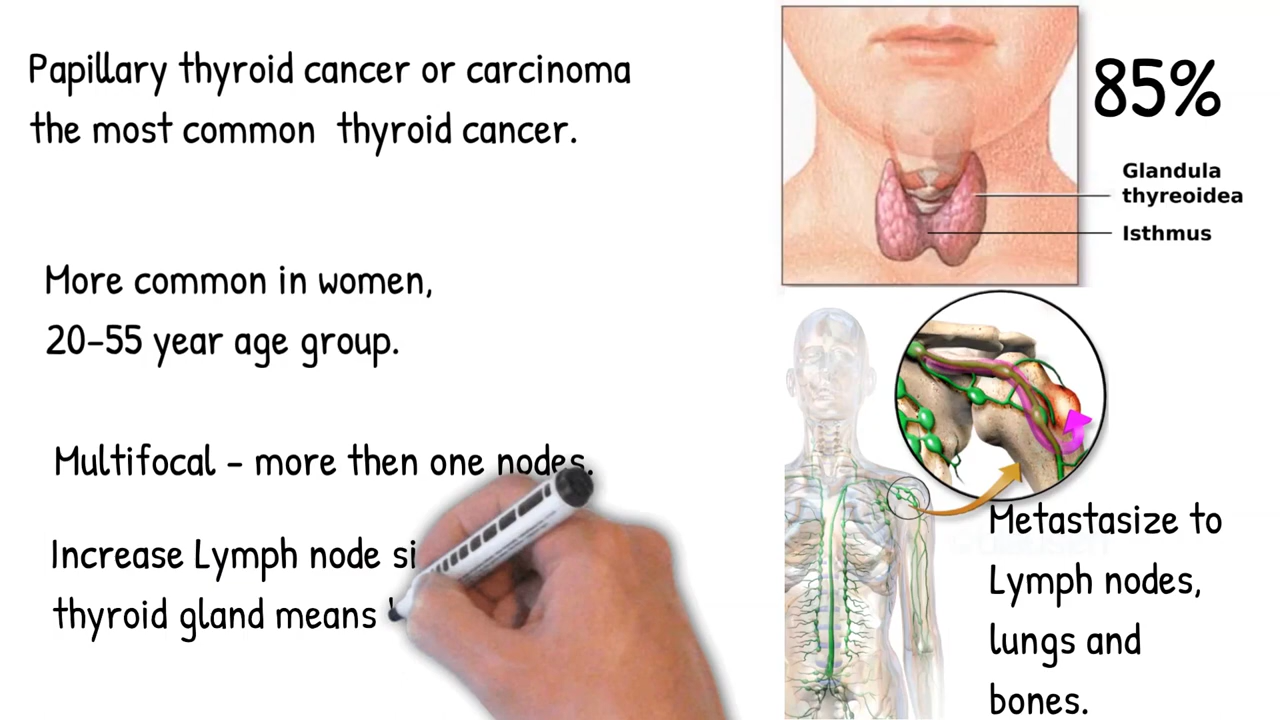 Papillary thyroid cancer or carcinoma
the most common thyroid cancer.
More common in women,
20-55 year age group.
Multifocal - more then one nodes.
Increase Lymph node
thyroid gland means
85%
Glandula
thyreoidea
Isthmus
Metastasize to
Lymph nodes,
lungs and
bones.